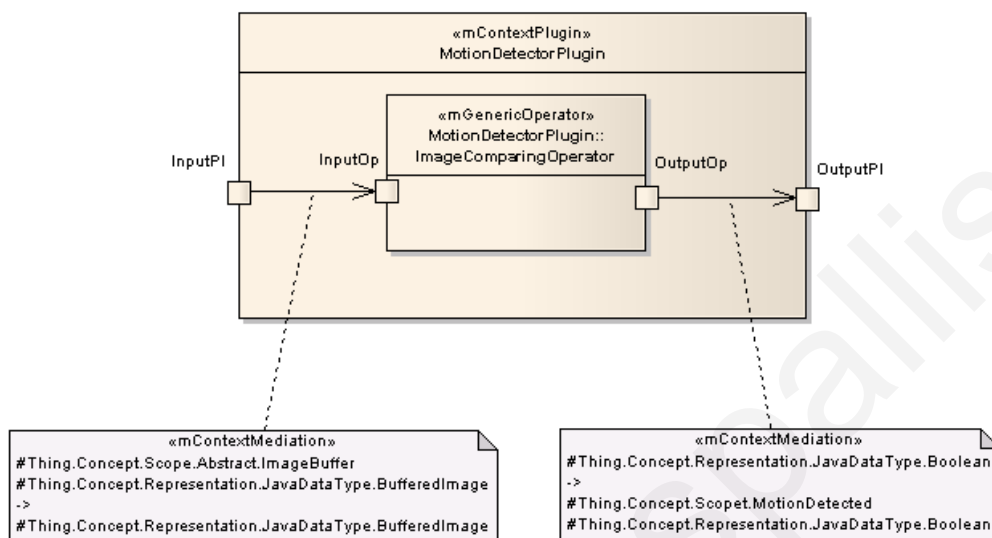 «mContextPlugin»
MotionDetectorPlugin
«mGenericOperator»
MotionDetectorPlugin::
ImageComparingOperator
InputPl
InputOp
OutputOp
OutputPl
«mContextMediation»
#Thing.Concept.Scope.Abstract.ImageBuffer
#Thing.Concept.Representation.JavaDataType.BufferedImage
->
#Thing.Concept.Representation.JavaDataType.BufferedImage
«mContextMediation»
#Thing.Concept.Representation.JavaDataType.Boolean
->
#Thing.Concept.Scopet.MotionDetected
#Thing.Concept.Representation.JavaDataType.Boolean
spallis